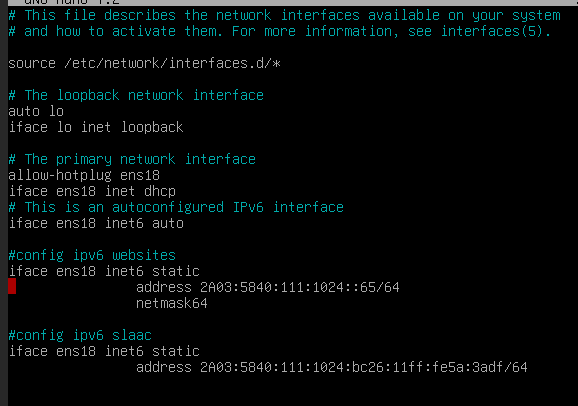 # This file describes the network interfaces available on your system
# and how to activate them. For more information, see interfaces(5).
source /etc/network/interfaces.d/*
# The loopback network interface
auto lo
iface lo inet loopback
# The primary network interface
allow-hotplug ens18
iface ens18 inet dhcp
# This is an autoconfigured IPv6 interface
iface ens18 inet6 auto
#config ipv6 websites
iface ens18 inet6 static
address 2A03:5840:111:1024::65/64
netmask64
#config ipv6 slaac
iface ens18 inet6 static
address 2A03:5840:111:1024:bc26:11ff:fe5a:3adf/64